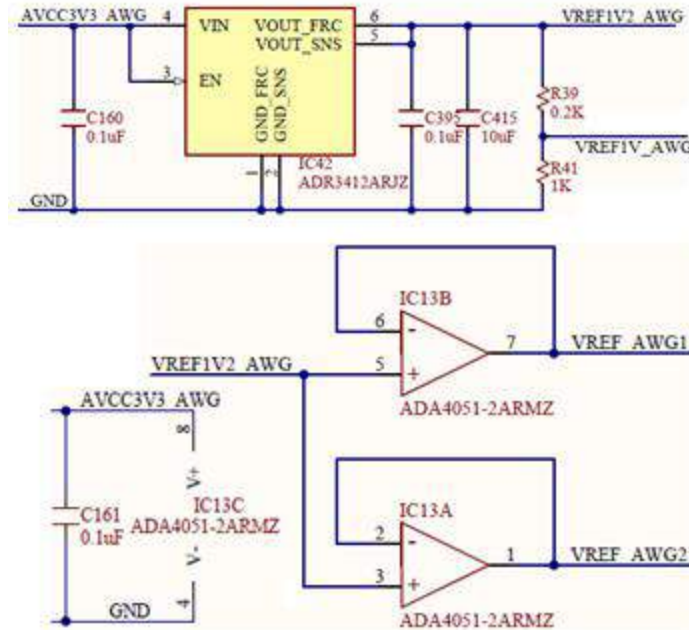 AVCC3V3_AWG 4 VIN VOUT_FRC 6 VREF1V2_AWG
VOUT_SNS 5
3 EN
GND_FRC
GND_SNS
C160
0.1uF
C395
0.1uF
C415
10uF
R39
0.2K
VREF1V_AWG
R41
1K
1 2
IC42
ADR3412ARJZ
GND
IC13B
6 -
7 VREF_AWG1
VREF1V2_AWG 5 +
ADA4051-2ARMZ
AVCC3V3_AWG
8
V+
C161
0.1uF
IC13C
ADA4051-2ARMZ
V-
4
GND
IC13A
2 -
1 VREF_AWG2
3 +
ADA4051-2ARMZ